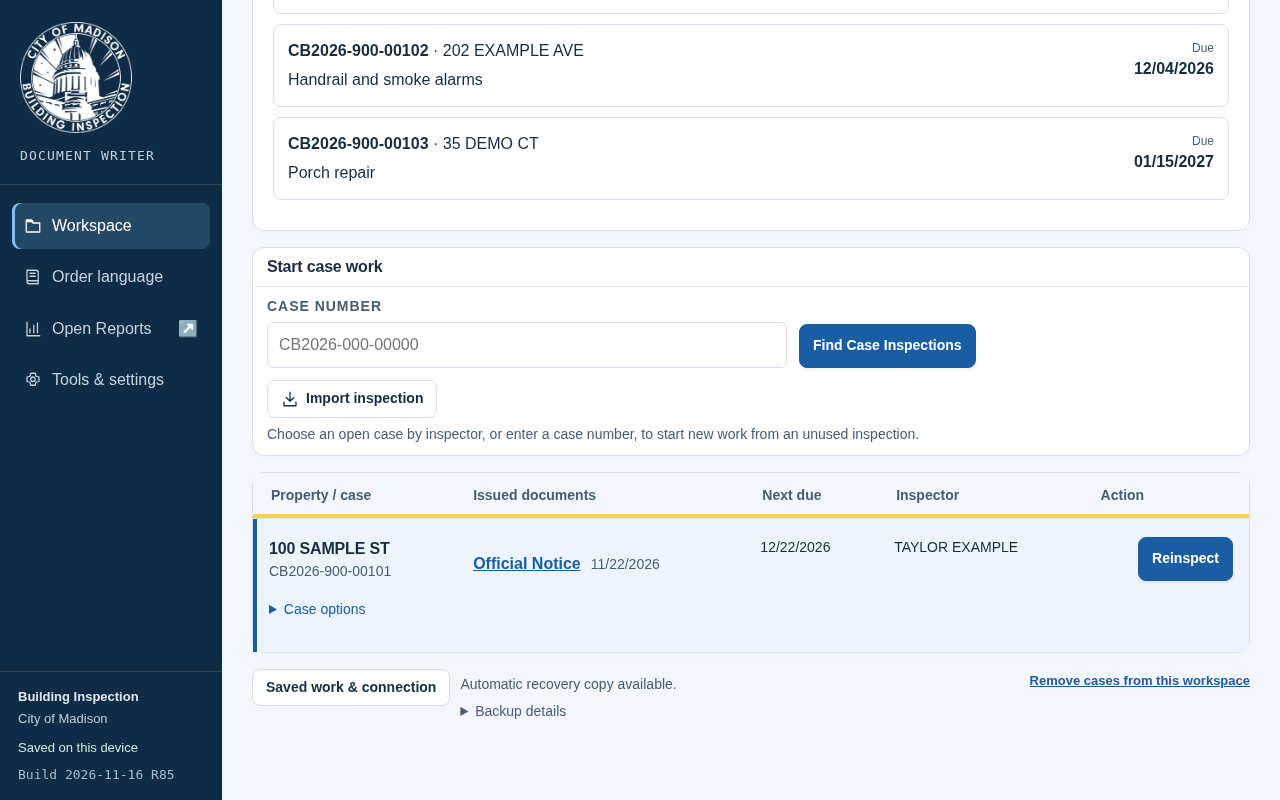 CITY OF MADISON
BUILDING INSPECTION
DOCUMENT WRITER
Workspace
Order language
Open Reports
Tools & settings
Building Inspection
City of Madison
Saved on this device
Build 2026-11-16 R85
CB2026-900-00102 · 202 EXAMPLE AVE
Handrail and smoke alarms
Due
12/04/2026
CB2026-900-00103 · 35 DEMO CT
Porch repair
Due
01/15/2027
Start case work
CASE NUMBER
CB2026-000-00000
Find Case Inspections
Import inspection
Choose an open case by inspector, or enter a case number, to start new work from an unused inspection.
Property / case Issued documents Next due Inspector Action
100 SAMPLE ST
CB2026-900-00101
Official Notice 11/22/2026
12/22/2026
TAYLOR EXAMPLE
Reinspect
Case options
Saved work & connection
Automatic recovery copy available.
Backup details
Remove cases from this workspace